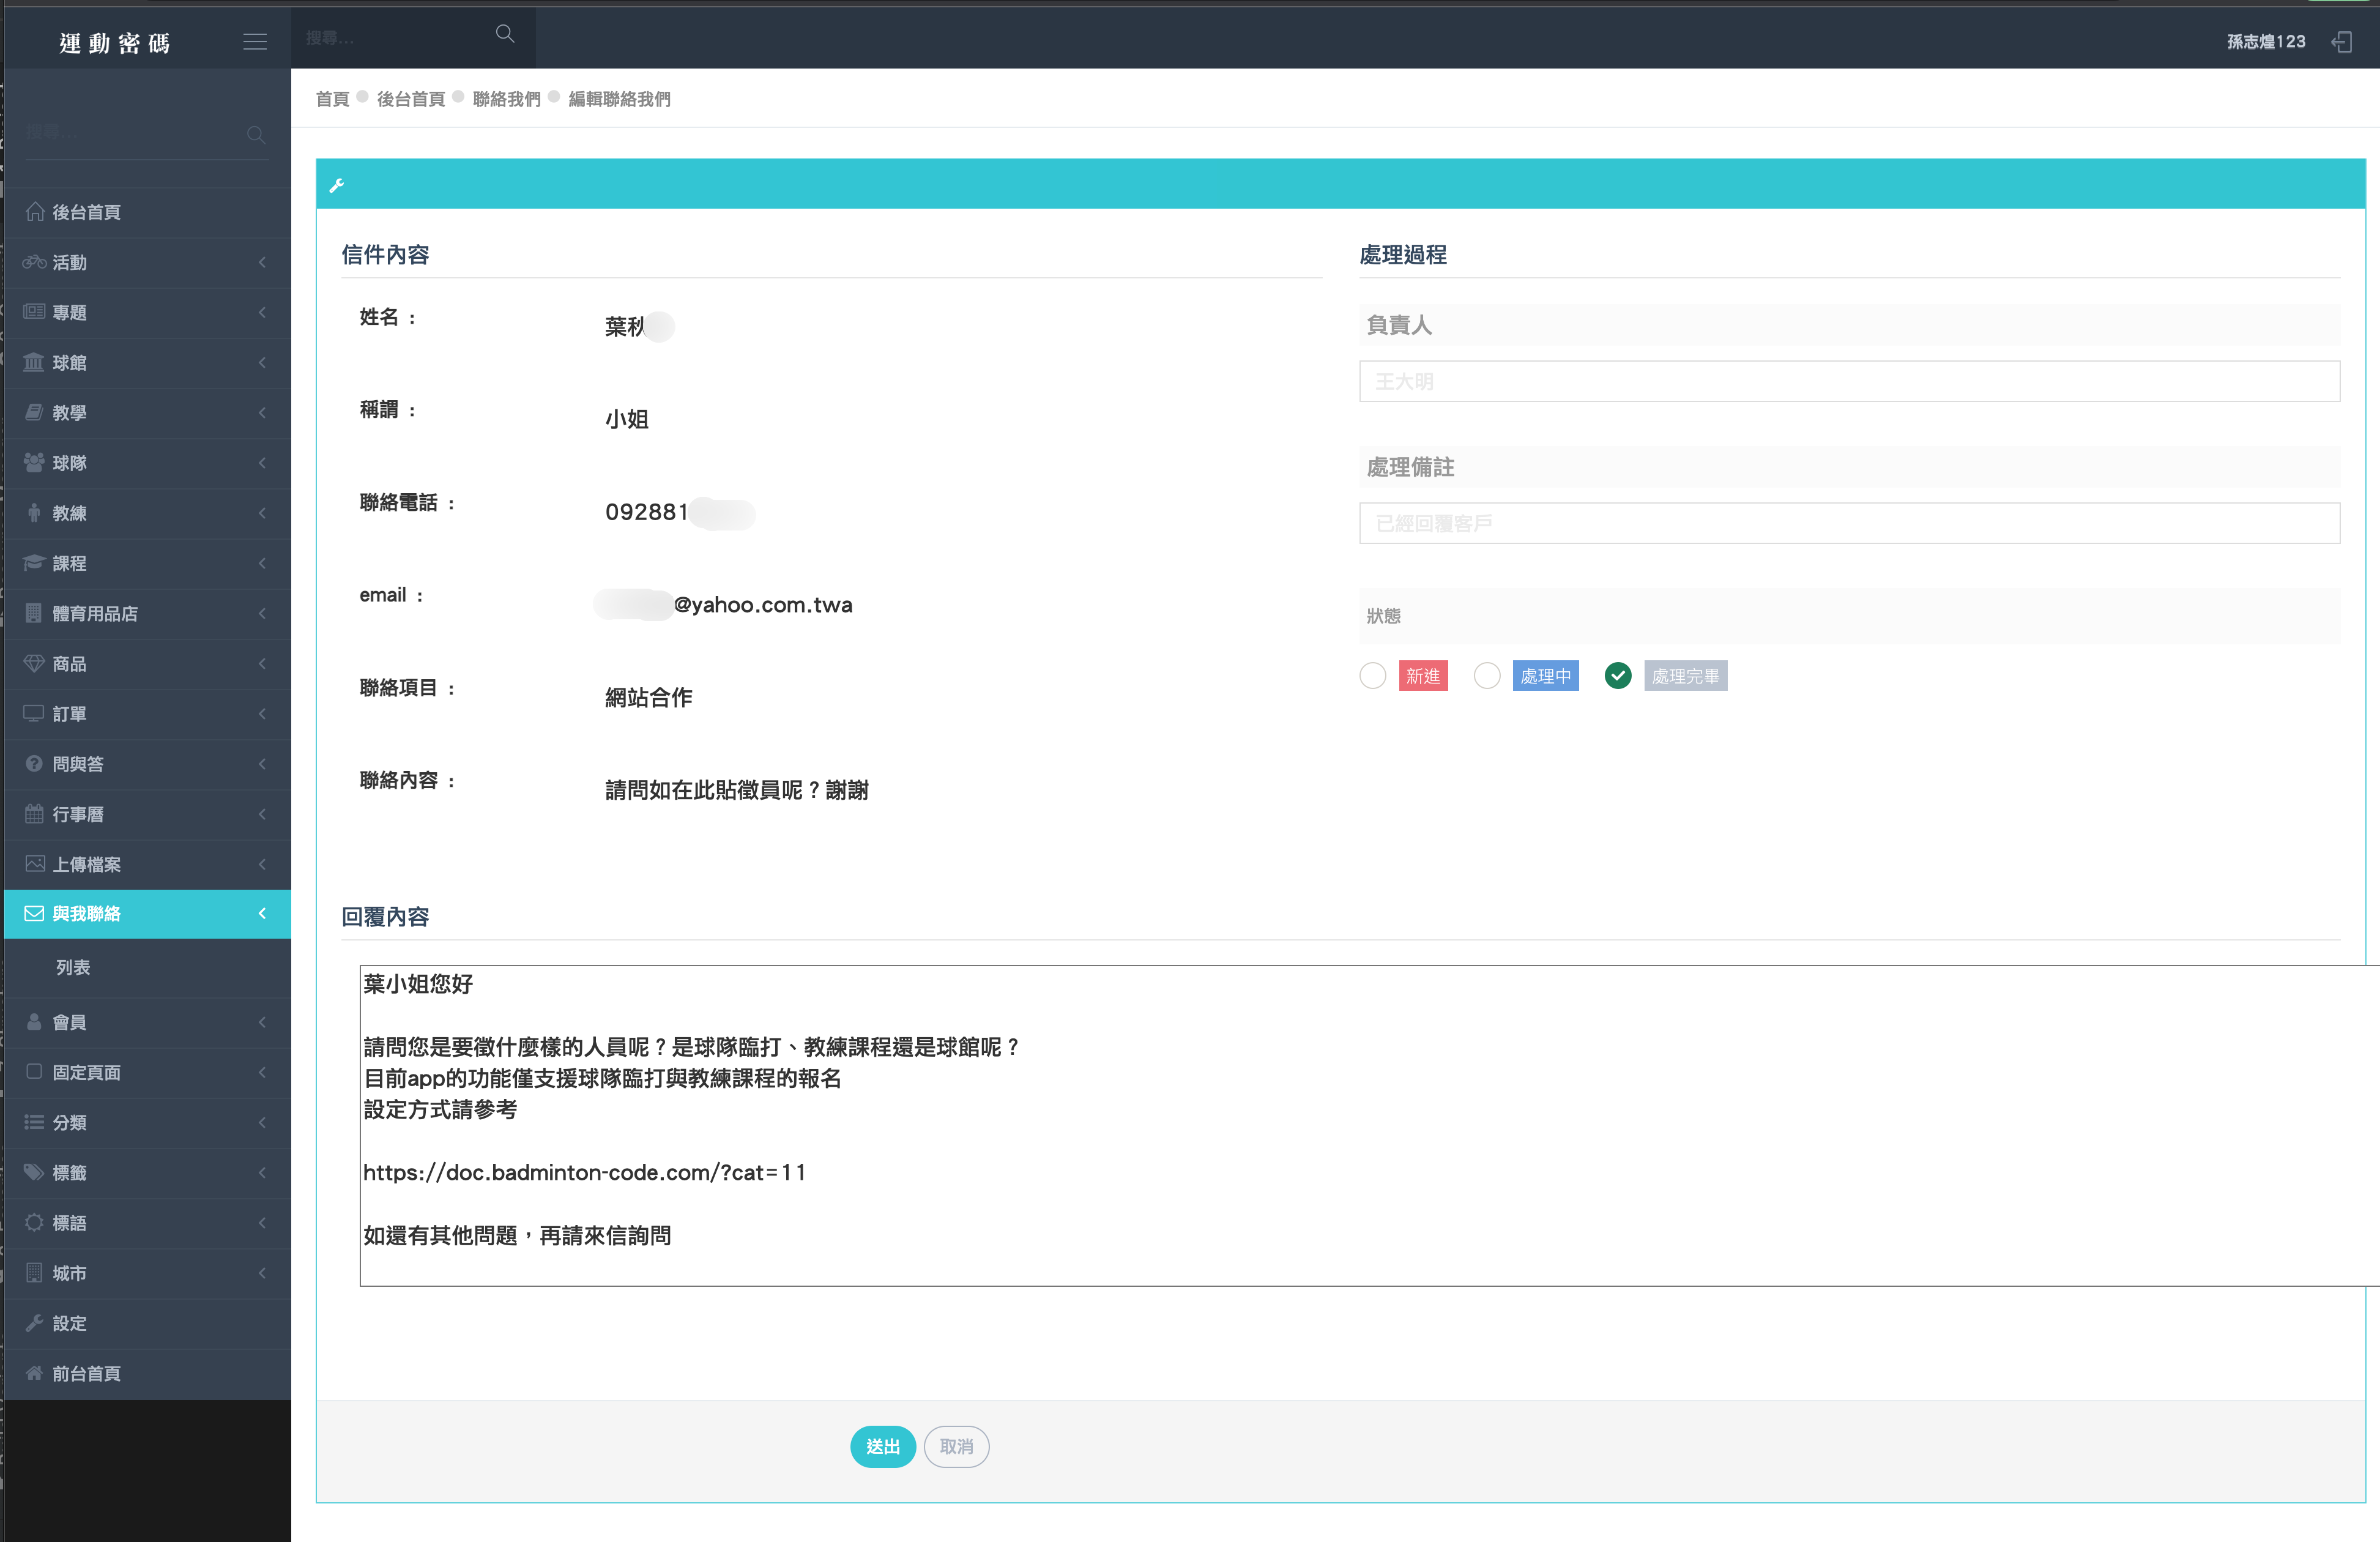 運動密碼
搜尋...
孫志煌123
首頁 後台首頁 聯絡我們 編輯聯絡我們
搜尋...
後台首頁
活動
專題
球館
教學
球隊
教練
課程
體育用品店
商品
訂單
問與答
行事曆
上傳檔案
與我聯絡
列表
會員
固定頁面
分類
標籤
標語
城市
設定
前台首頁
信件內容
姓名 :
葉秋
稱謂 :
小姐
聯絡電話 :
092881
email :
@yahoo.com.twa
聯絡項目 :
網站合作
聯絡內容 :
請問如在此貼徵員呢?謝謝
處理過程
負責人
王大明
處理備註
已經回覆客戶
狀態
新進 處理中 處理完畢
回覆內容
葉小姐您好
請問您是要徵什麼樣的人員呢?是球隊臨打、教練課程還是球館呢?
目前app的功能僅支援球隊臨打與教練課程的報名
設定方式請參考
https://doc.badminton-code.com/?cat=11
如還有其他問題,再請來信詢問
送出 取消